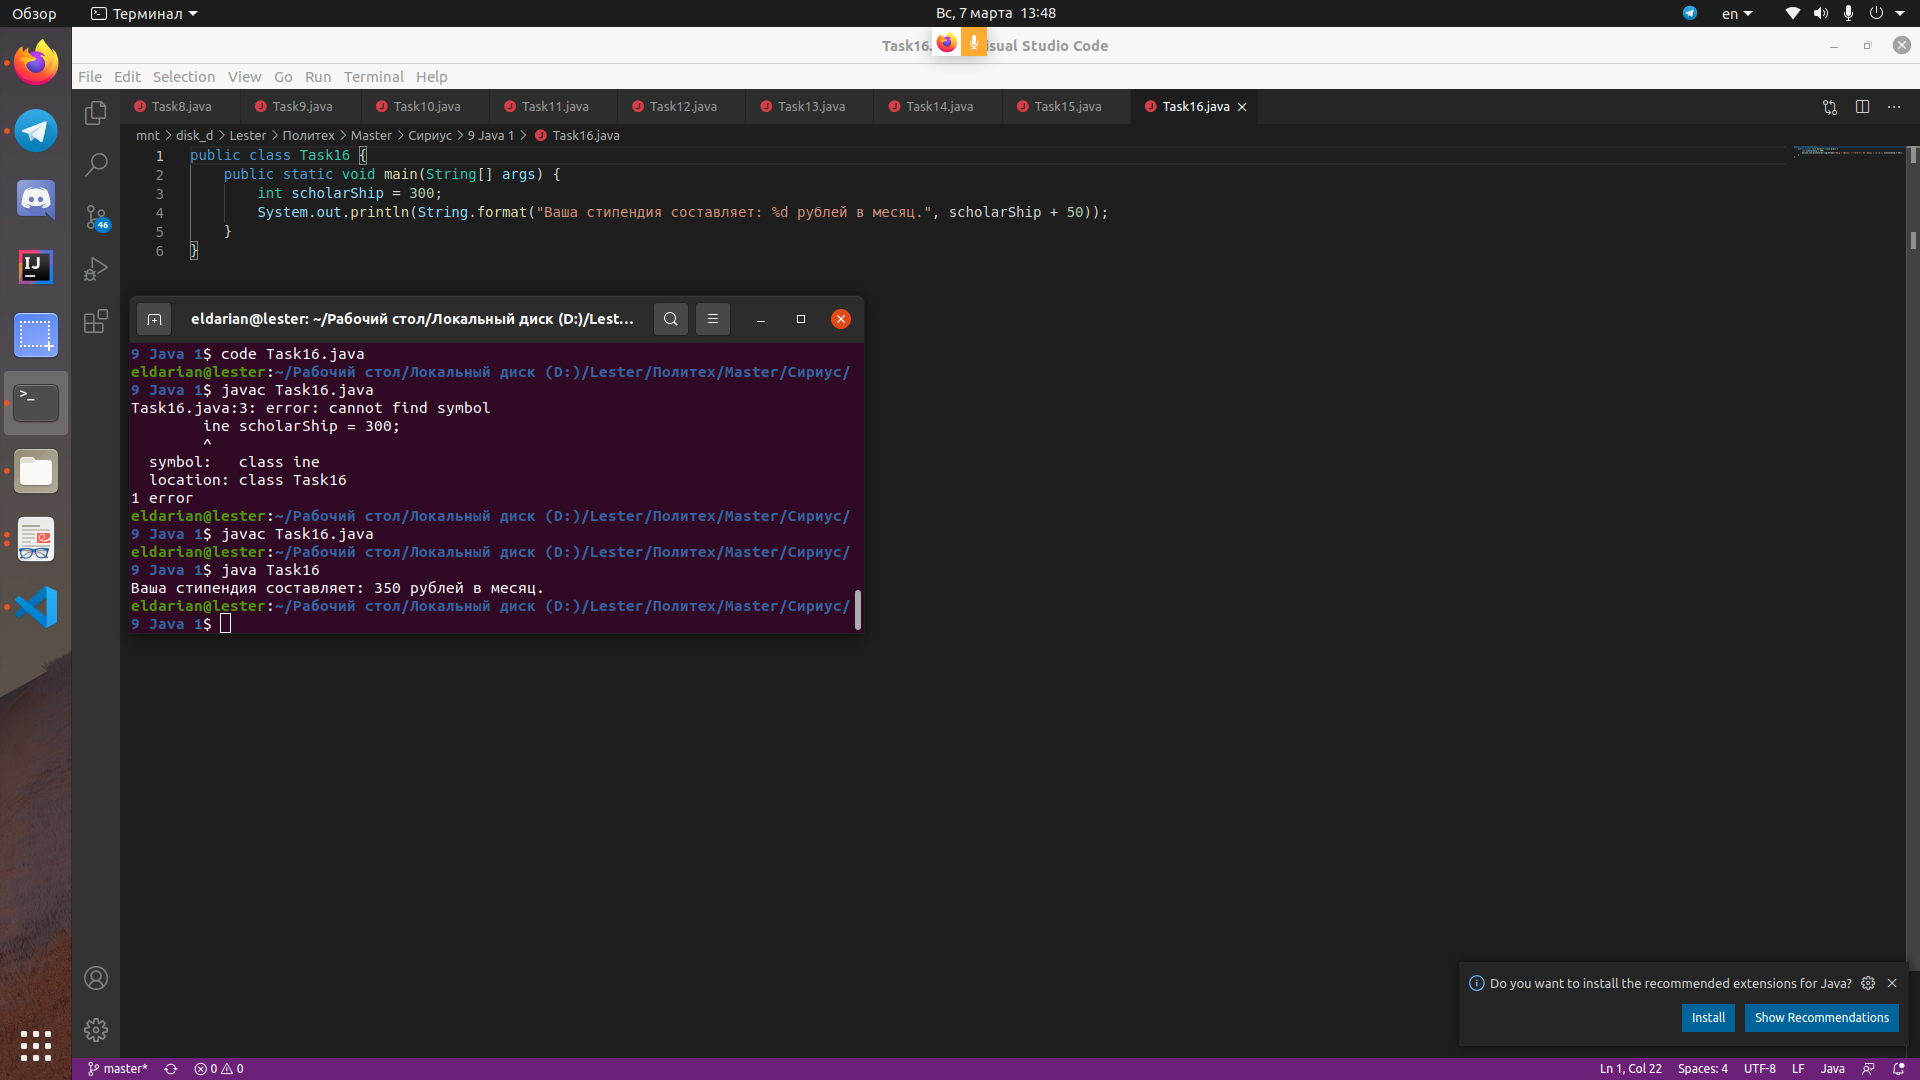 Обзор
Терминал
Вс, 7 марта 13:48
en
Task16. isual Studio Code
File Edit Selection View Go Run Terminal Help
Task8.java Task9.java Task10.java Task11.java Task12.java Task13.java Task14.java Task15.java Task16.java
mnt > disk_d > Lester > Политех > Master > Сириус > 9 Java 1 > Task16.java
1 public class Task16 {
2 public static void main(String[] args) {
3 int scholarShip = 300;
4 System.out.println(String.format("Ваша стипендия составляет: %d рублей в месяц.", scholarShip + 50));
5 }
6 }
46
IJ
eldarian@lester: ~/Рабочий стол/Локальный диск (D:)/Lest...
9 Java 1$ code Task16.java
eldarian@lester:~/Рабочий стол/Локальный диск (D:)/Lester/Политех/Master/Сириус/
9 Java 1$ javac Task16.java
Task16.java:3: error: cannot find symbol
ine scholarShip = 300;
^
symbol:   class ine
location: class Task16
1 error
eldarian@lester:~/Рабочий стол/Локальный диск (D:)/Lester/Политех/Master/Сириус/
9 Java 1$ javac Task16.java
eldarian@lester:~/Рабочий стол/Локальный диск (D:)/Lester/Политех/Master/Сириус/
9 Java 1$ java Task16
Ваша стипендия составляет: 350 рублей в месяц.
eldarian@lester:~/Рабочий стол/Локальный диск (D:)/Lester/Политех/Master/Сириус/
9 Java 1$
Do you want to install the recommended extensions for Java?
Install Show Recommendations
master* 0 0 Ln 1, Col 22 Spaces: 4 UTF-8 LF Java